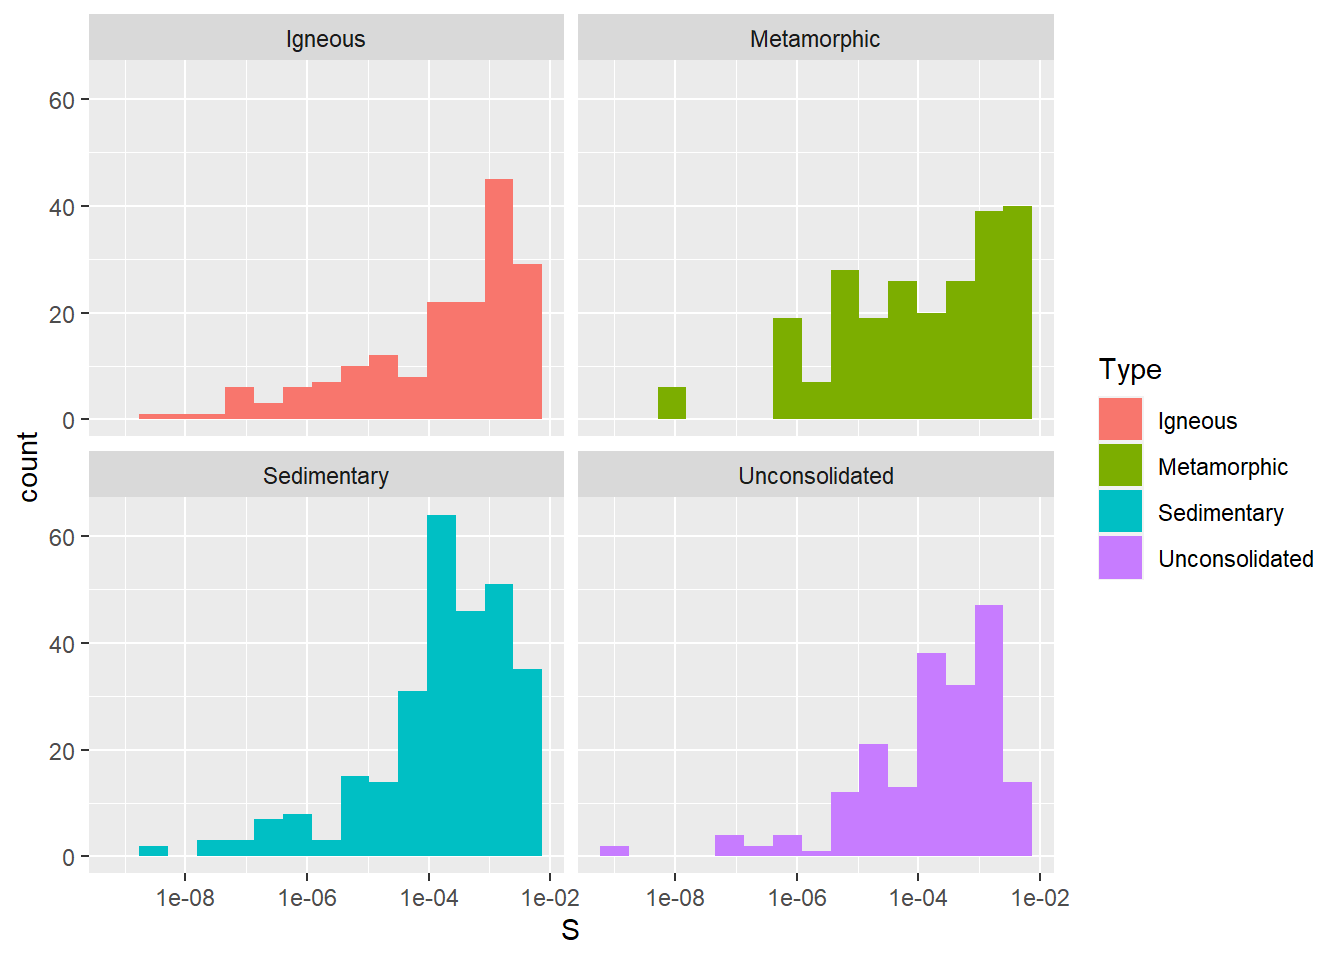 Igneous
Metamorphic
60
40
20
0
Sedimentary
Unconsolidated
60
40
20
0
count
1e-08
1e-06
1e-04
1e-02
1e-08
1e-06
1e-04
1e-02
S
Type
Igneous
Metamorphic
Sedimentary
Unconsolidated